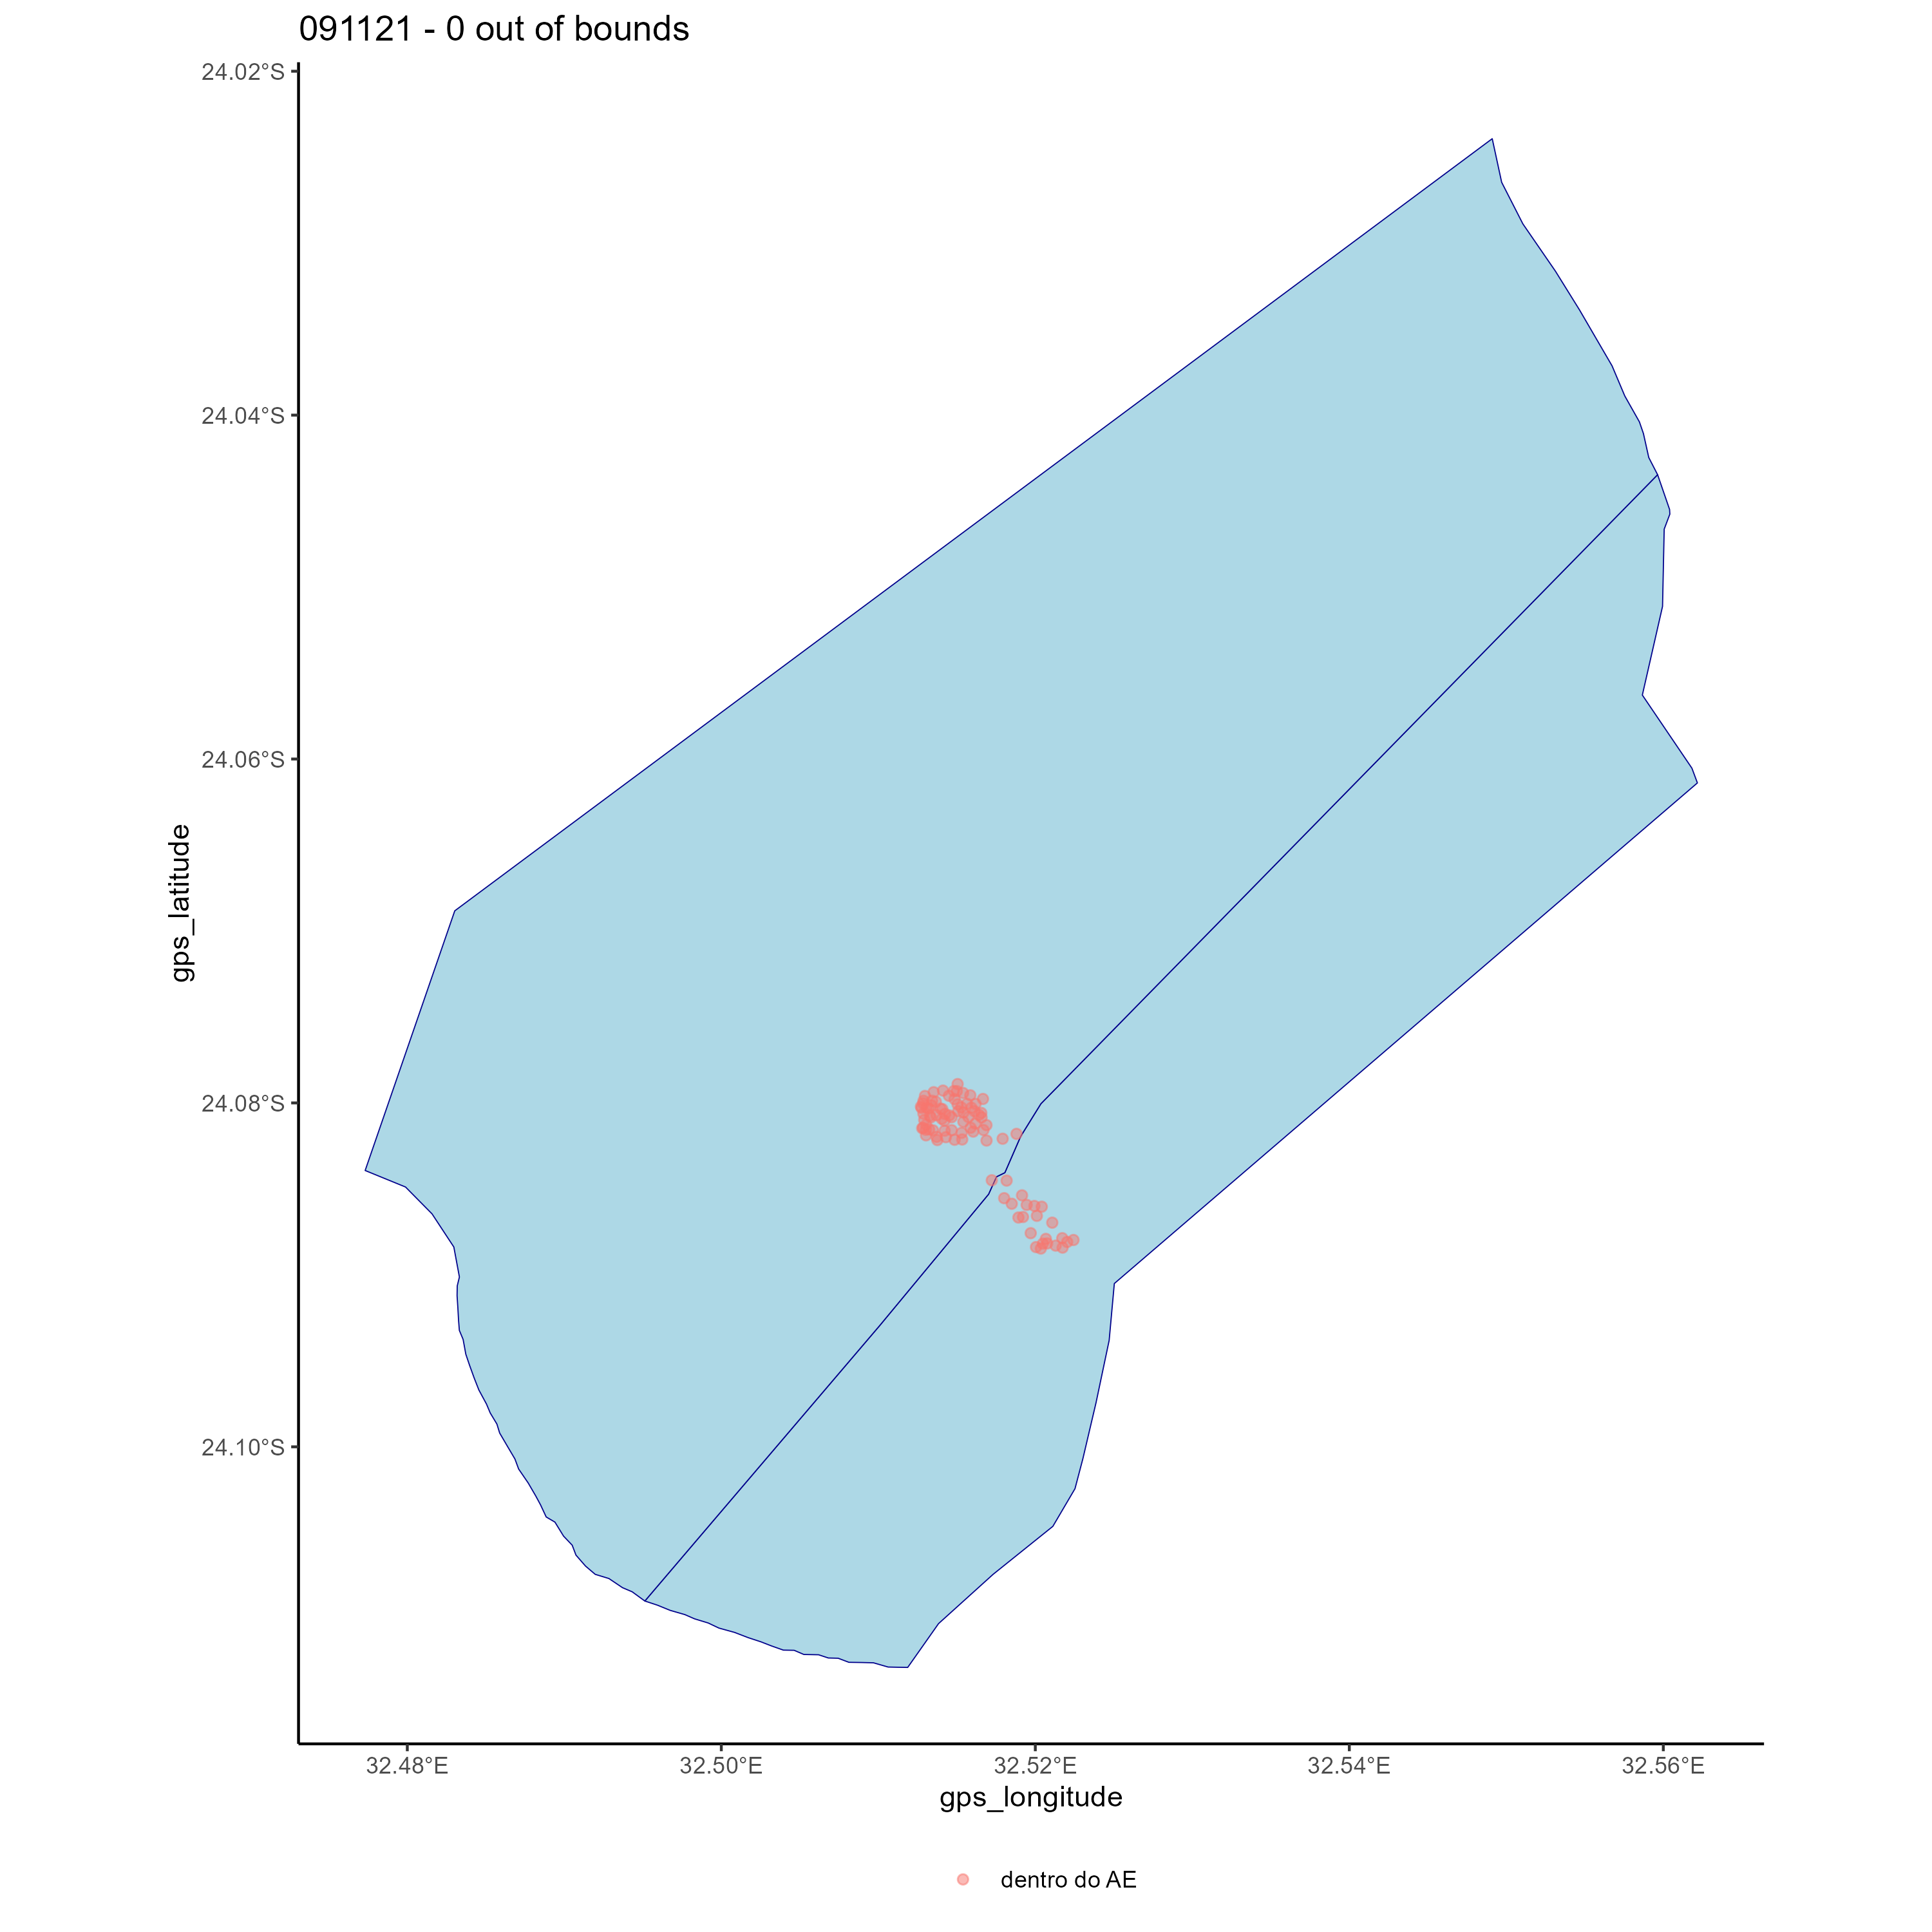 091121 - 0 out of bounds
24.02°S
24.04°S
24.06°S
24.08°S
24.10°S
gps_latitude
32.48°E
32.50°E
32.52°E
32.54°E
32.56°E
gps_longitude
dentro do AE